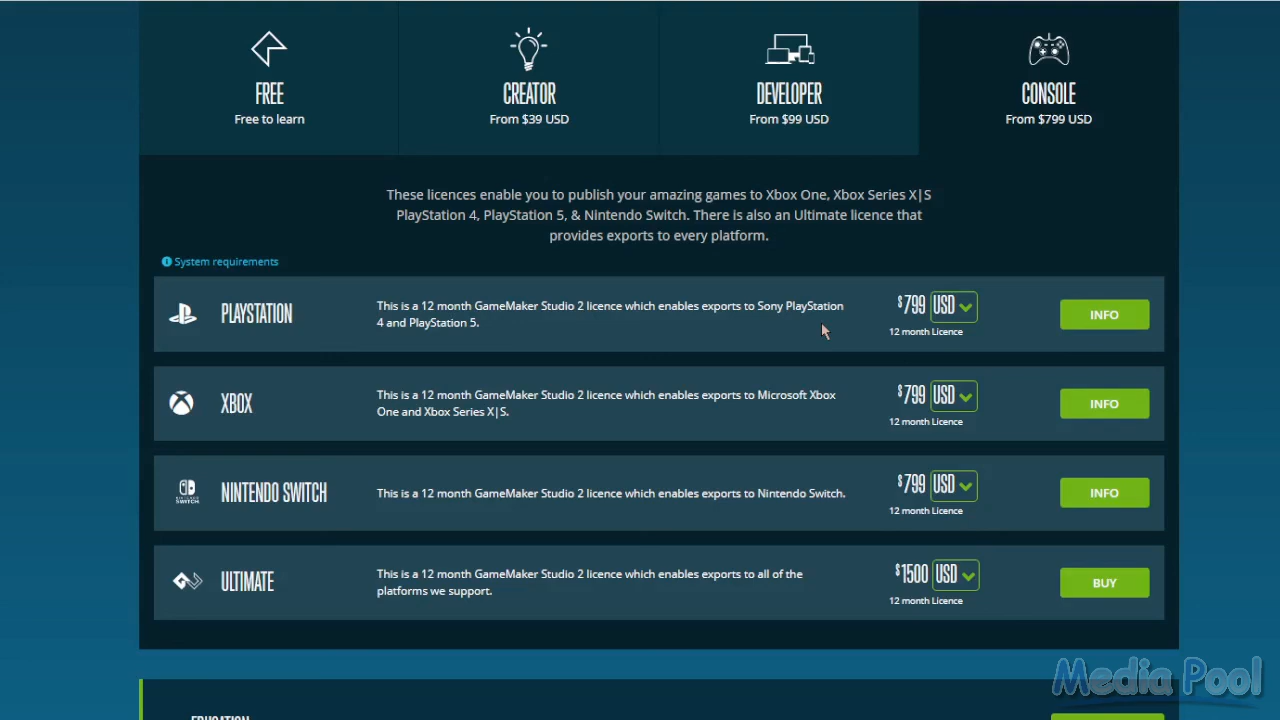 FREE
Free to learn
CREATOR
From $39 USD
DEVELOPER
From $99 USD
CONSOLE
From $799 USD
These licences enable you to publish your amazing games to Xbox One, Xbox Series X|S
PlayStation 4, PlayStation 5, & Nintendo Switch. There is also an Ultimate licence that
provides exports to every platform.
System requirements
PLAYSTATION
This is a 12 month GameMaker Studio 2 licence which enables exports to Sony PlayStation
4 and PlayStation 5.
$799 USD
12 month Licence
INFO
XBOX
This is a 12 month GameMaker Studio 2 licence which enables exports to Microsoft Xbox
One and Xbox Series X|S.
$799 USD
12 month Licence
INFO
NINTENDO SWITCH
NINTENDO SWITCH
This is a 12 month GameMaker Studio 2 licence which enables exports to Nintendo Switch.
$799 USD
12 month Licence
INFO
ULTIMATE
This is a 12 month GameMaker Studio 2 licence which enables exports to all of the
platforms we support.
$1500 USD
12 month Licence
BUY
Media Pool
EDUCATION